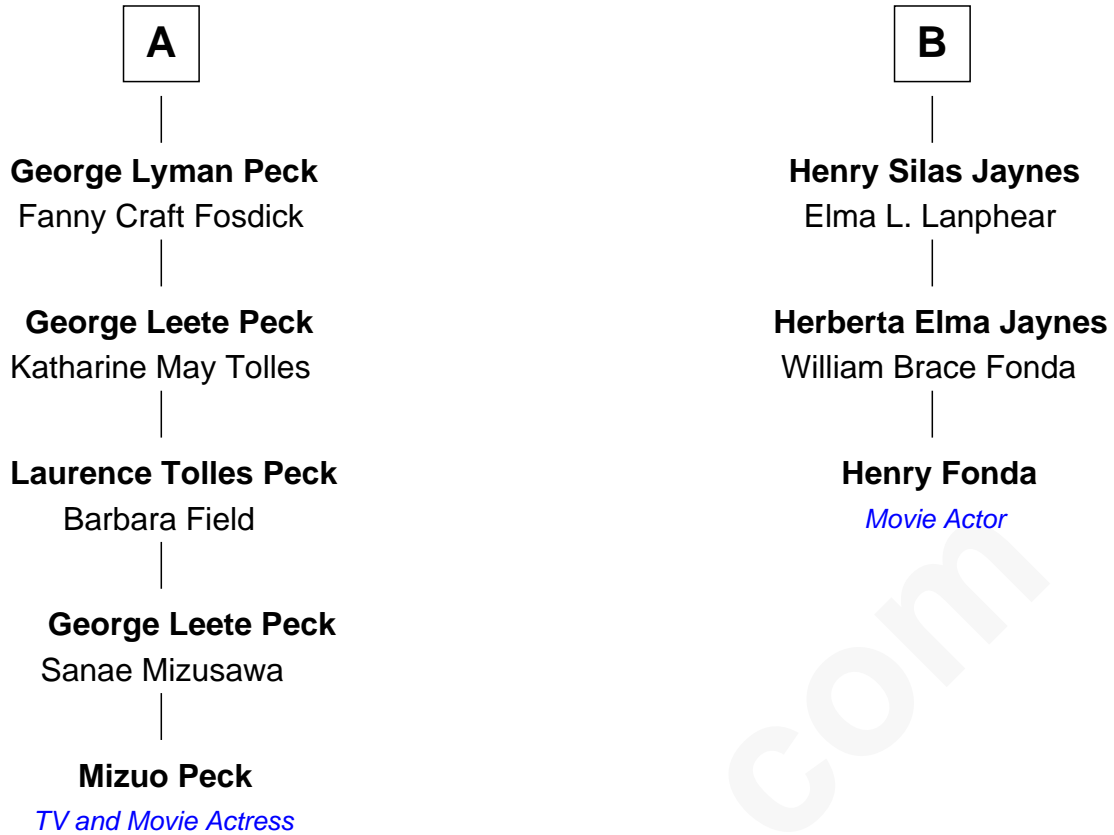 A
George Lyman Peck
Fanny Craft Fosdick
George Leete Peck
Katharine May Tolles
Laurence Tolles Peck
Barbara Field
George Leete Peck
Sanae Mizusawa
Mizuo Peck
TV and Movie Actress
B
Henry Silas Jaynes
Elma L. Lanphear
Herberta Elma Jaynes
William Brace Fonda
Henry Fonda
Movie Actor
com